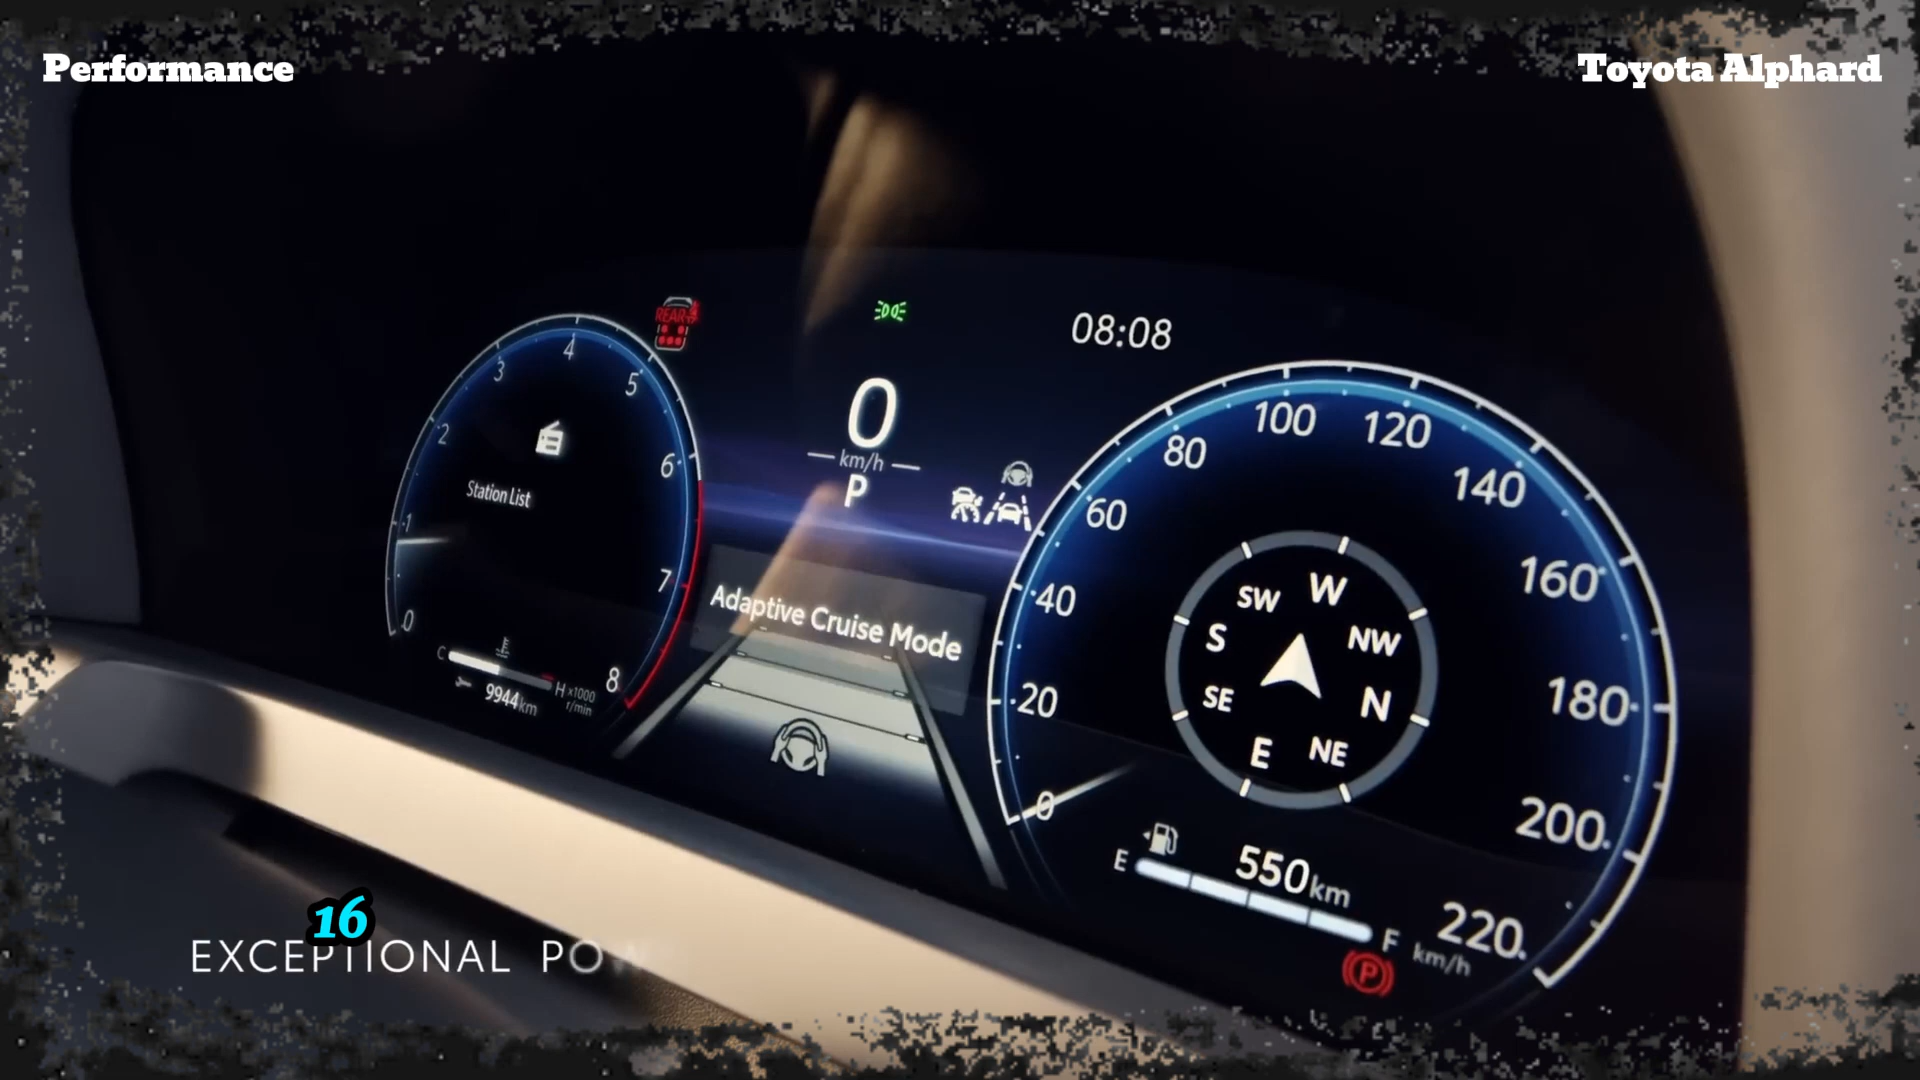 Performance
Toyota Alphard
REAR
08:08
0
km/h
P
4
3
5
2
6
1
7
0
8
Station List
C
H x1000
r/min
9944km
Adaptive Cruise Mode
100
120
80
140
60
160
40
180
20
200
0
220
km/h
W
SW
NW
S
N
SE
E
NE
550km
E
F
P
16
EXCEPTIONAL